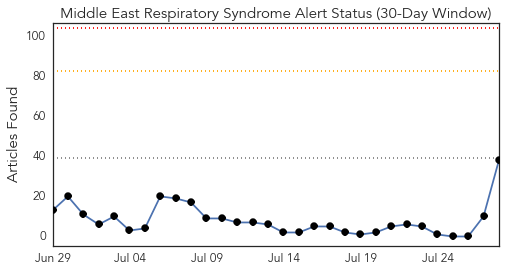 Middle East Respiratory Syndrome Alert Status (30-Day Window)
Articles Found
100
80
60
40
20
0
Jun 29
Jul 04
Jul 09
Jul 14
Jul 19
Jul 24